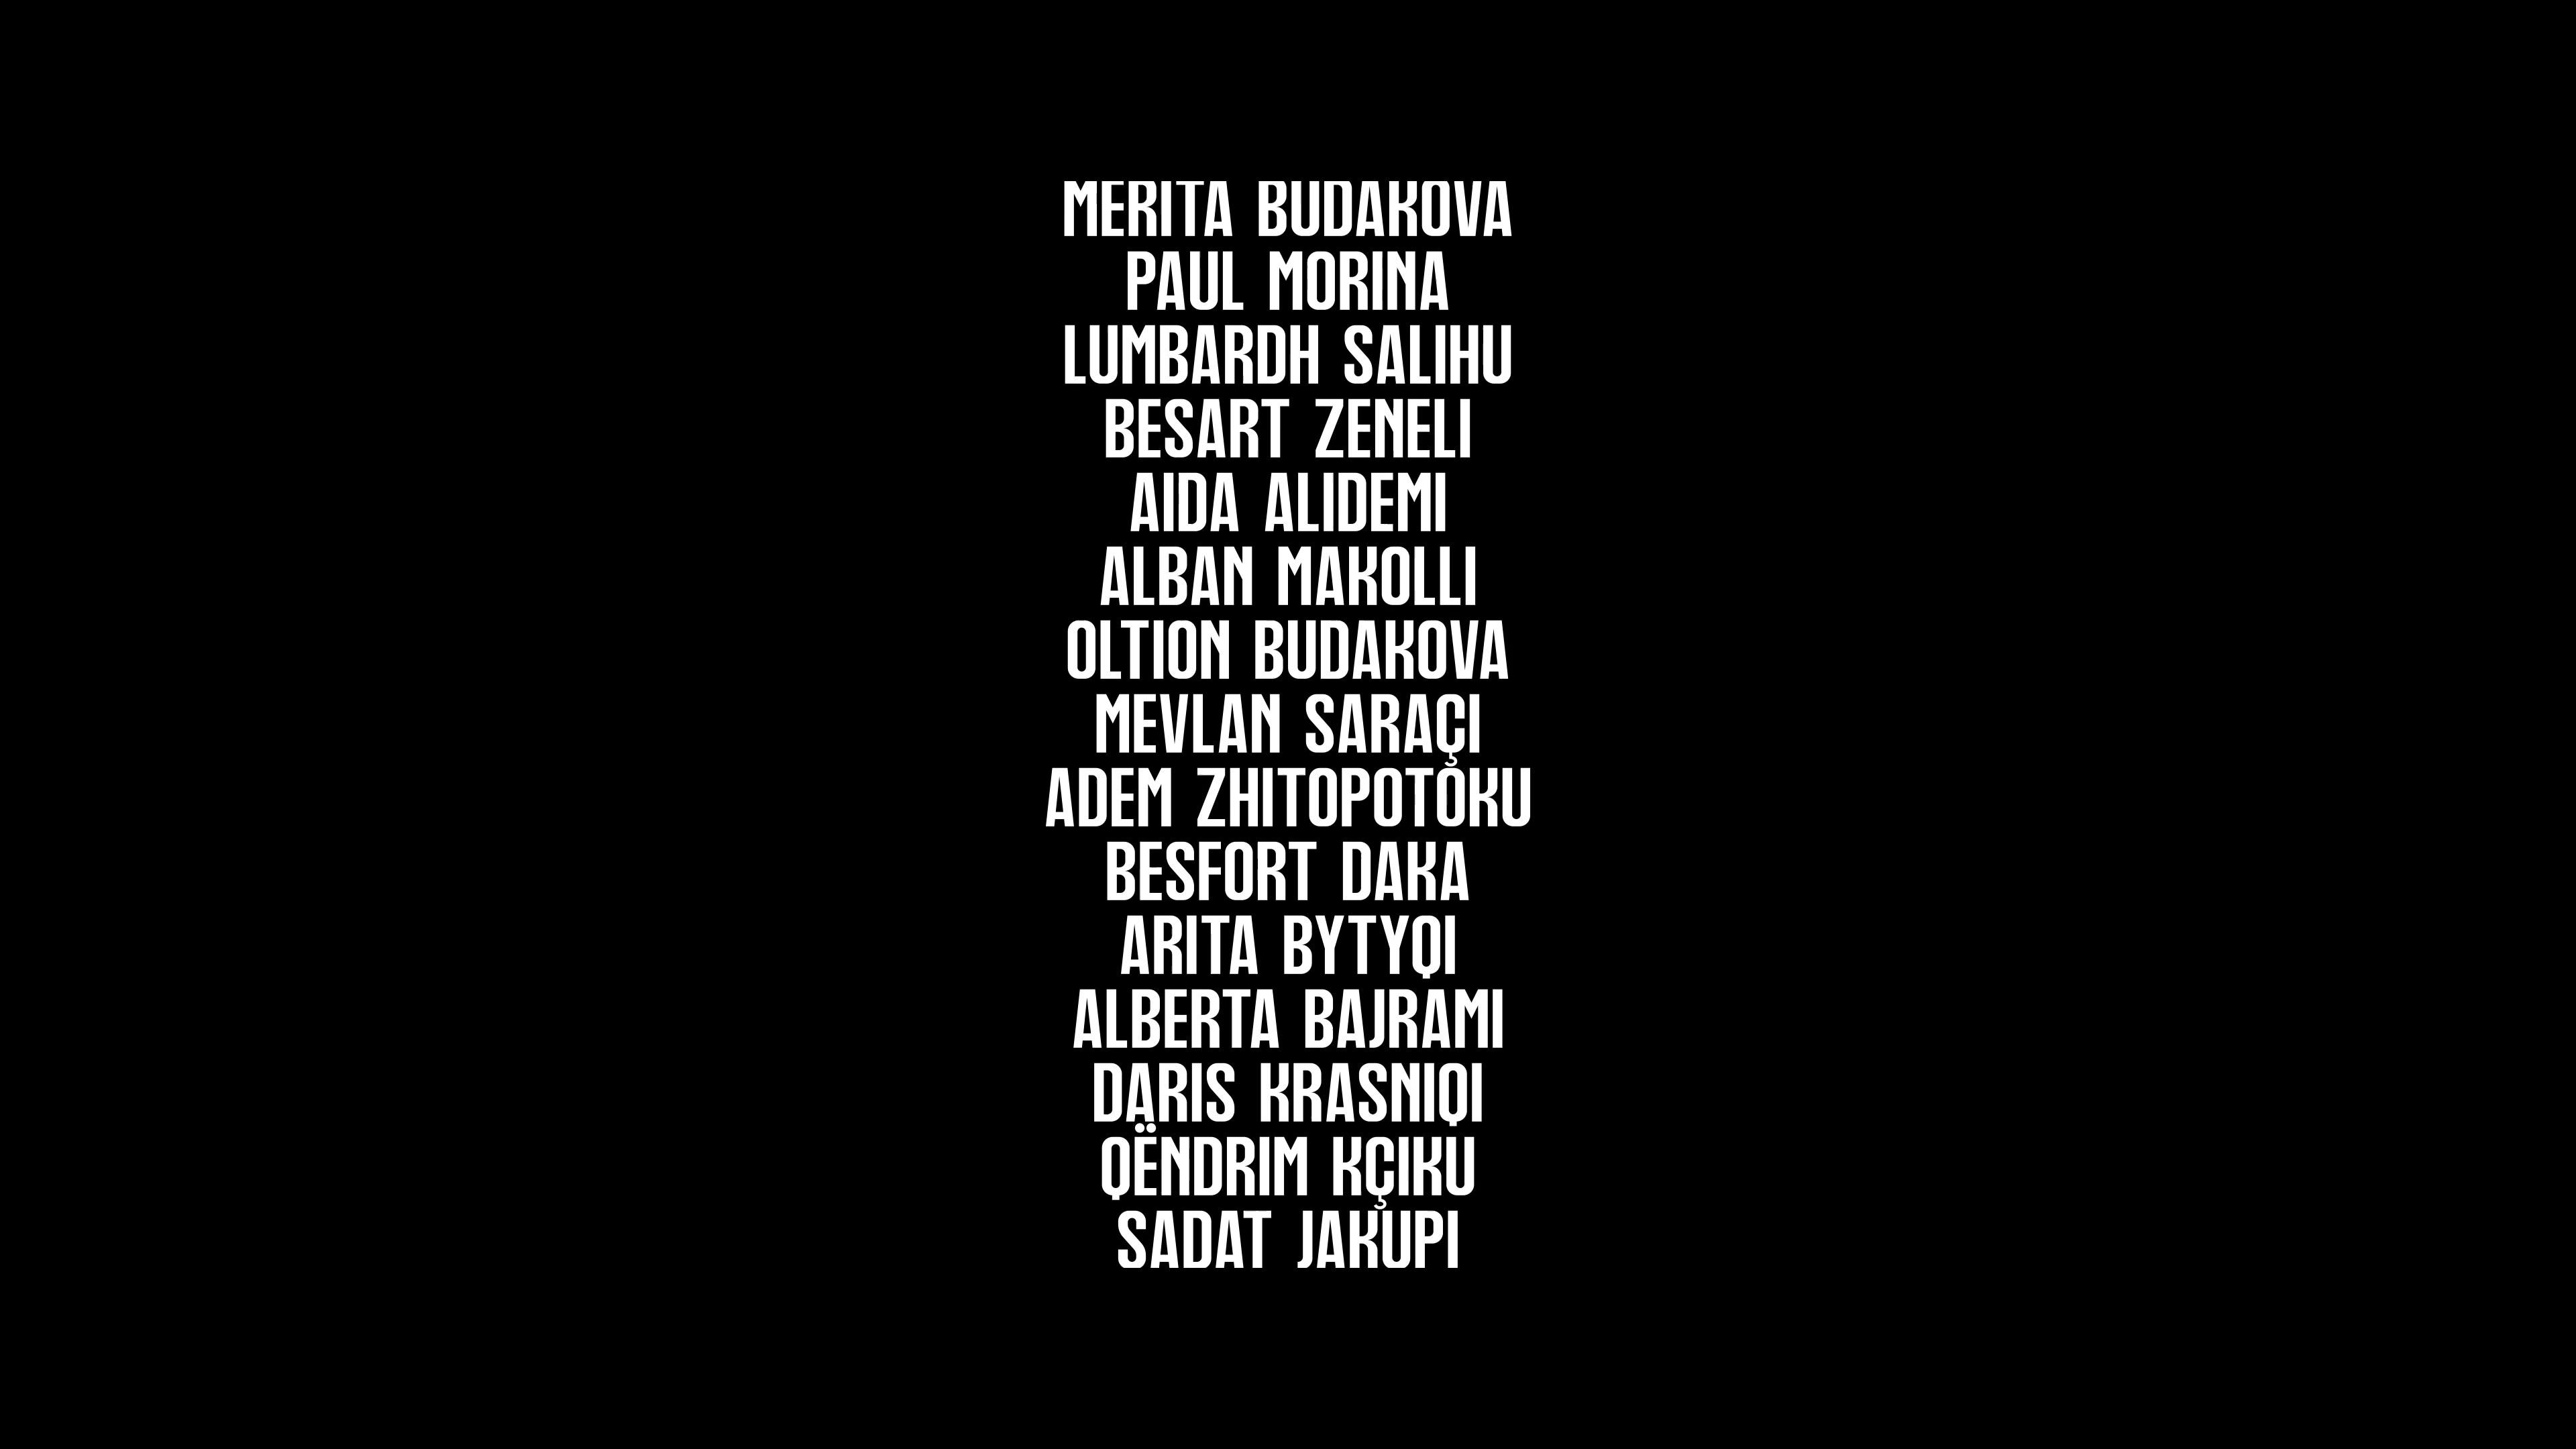 MERITA BUDAKOVA
PAUL MORINA
LUMBARDH SALIHU
BESART ZENELI
AIDA ALIDEMI
ALBAN MAKOLLI
OLTION BUDAKOVA
MEVLAN SARAÇI
ADEM ZHITOPOTOKU
BESFORT DAKA
ARITA BYTYQI
ALBERTA BAJRAMI
DARIS KRASNIQI
QËNDRIM KÇIKU
SADAT JAKUPI